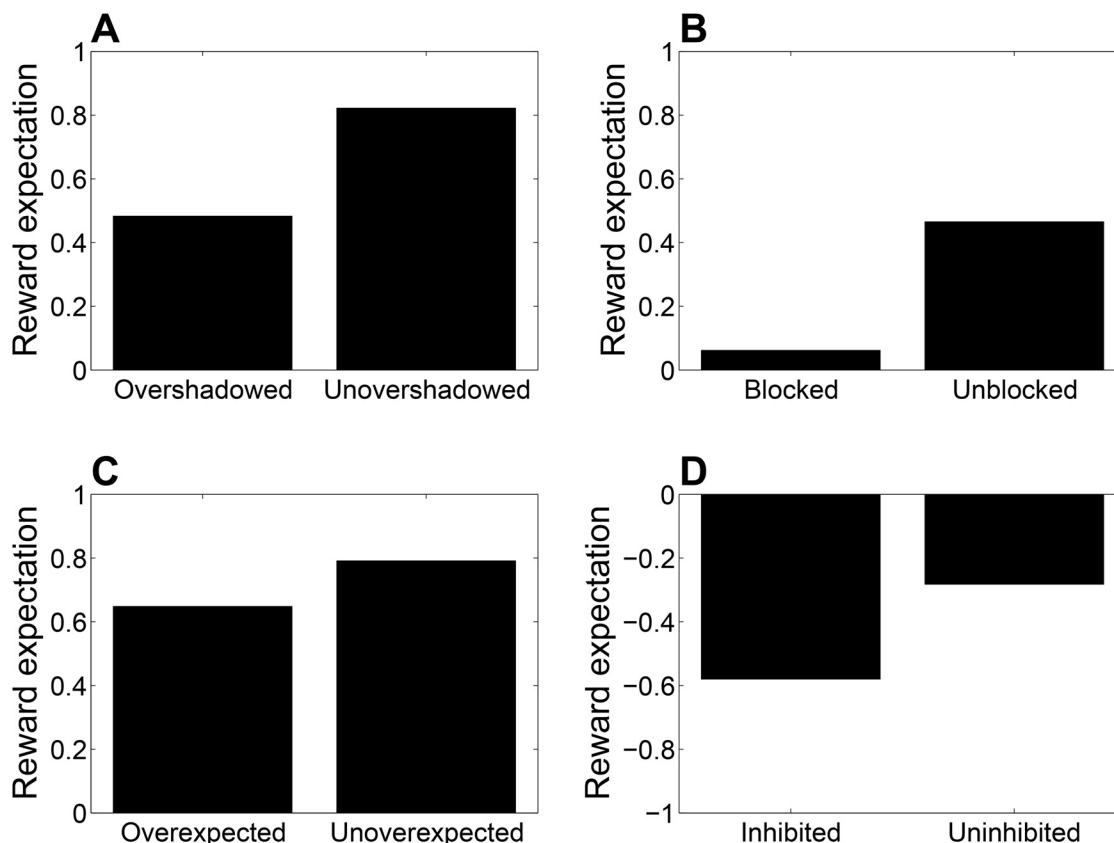 A
Reward expectation
1
0.8
0.6
0.4
0.2
0
Overshadowed Unovershadowed
B
Reward expectation
1
0.8
0.6
0.4
0.2
0
Blocked Unblocked
C
Reward expectation
1
0.8
0.6
0.4
0.2
0
Overexpected Unoverexpected
D
Reward expectation
0
−0.2
−0.4
−0.6
−0.8
−1
Inhibited Uninhibited